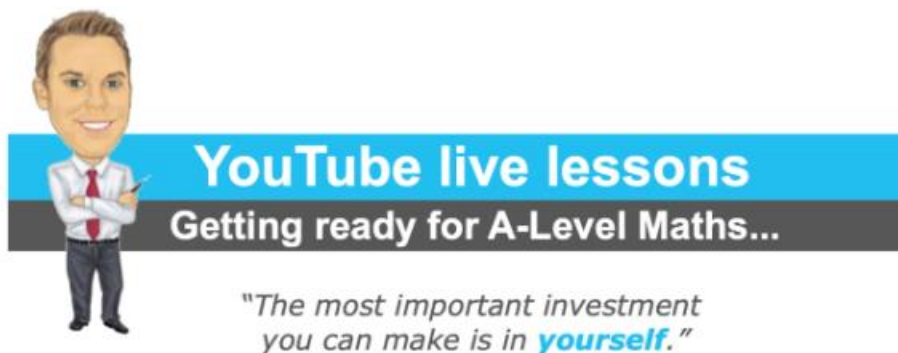 YouTube live lessons
Getting ready for A-Level Maths...
"The most important investment
you can make is in yourself."